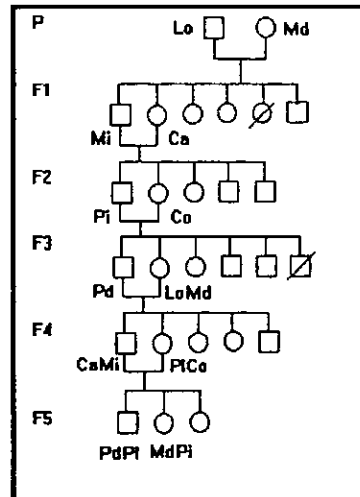 P Lo Md
F1
Mi Ca
F2
Pi Co
F3
Pd LoMd
F4
CaMi PiCo
F5
PdPi MdPi